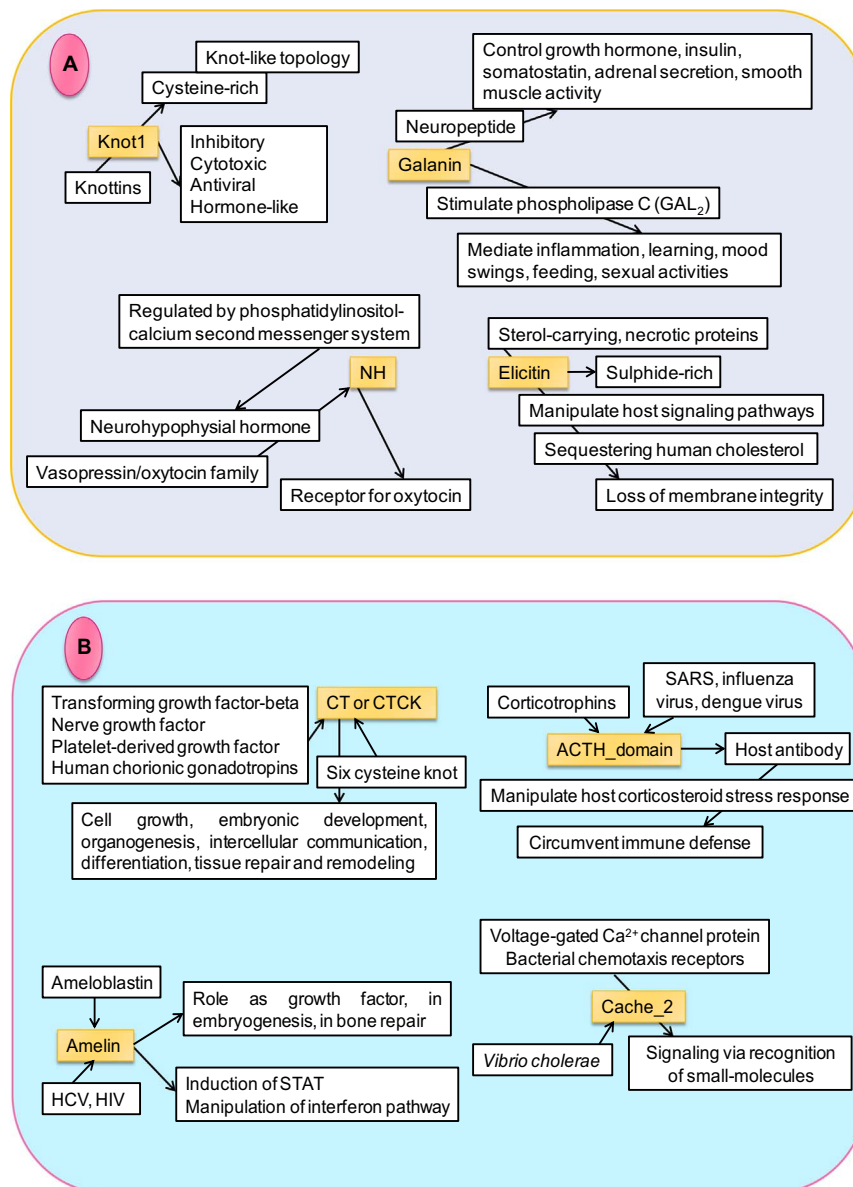 A
Knot-like topology
Cysteine-rich
Knot1
Knottins
Inhibitory
Cytotoxic
Antiviral
Hormone-like
Control growth hormone, insulin,
somatostatin, adrenal secretion, smooth
muscle activity
Neuropeptide
Galanin
Stimulate phospholipase C (GAL₂)
Mediate inflammation, learning, mood
swings, feeding, sexual activities
Regulated by phosphatidylinositol-
calcium second messenger system
NH
Neurohypophysial hormone
Vasopressin/oxytocin family
Receptor for oxytocin
Sterol-carrying, necrotic proteins
Elicitin
Sulphide-rich
Manipulate host signaling pathways
Sequestering human cholesterol
Loss of membrane integrity
B
Transforming growth factor-beta
Nerve growth factor
Platelet-derived growth factor
Human chorionic gonadotropins
CT or CTCK
Six cysteine knot
Cell growth, embryonic development,
organogenesis, intercellular communication,
differentiation, tissue repair and remodeling
Corticotrophins
SARS, influenza
virus, dengue virus
ACTH_domain
Host antibody
Manipulate host corticosteroid stress response
Circumvent immune defense
Ameloblastin
Amelin
HCV, HIV
Role as growth factor, in
embryogenesis, in bone repair
Induction of STAT
Manipulation of interferon pathway
Voltage-gated Ca²⁺ channel protein
Bacterial chemotaxis receptors
Cache_2
Vibrio cholerae
Signaling via recognition
of small-molecules